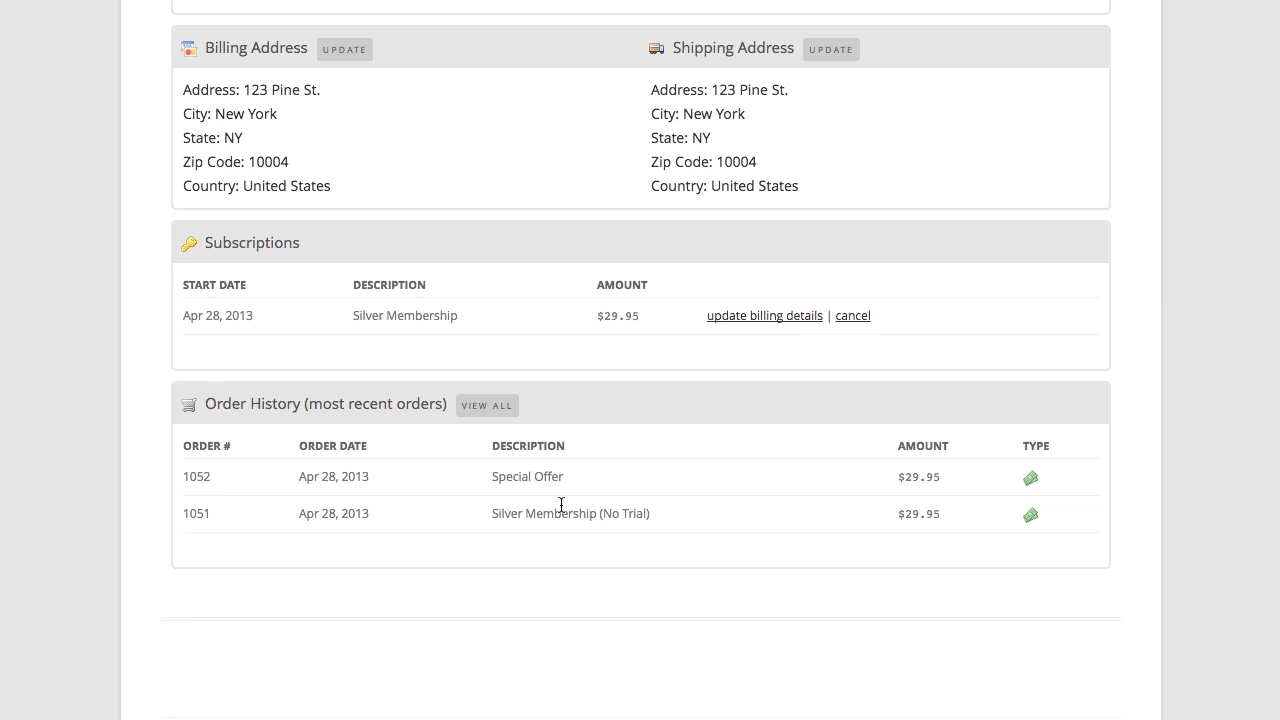 Billing Address UPDATE
Shipping Address UPDATE
Address: 123 Pine St.
City: New York
State: NY
Zip Code: 10004
Country: United States
Address: 123 Pine St.
City: New York
State: NY
Zip Code: 10004
Country: United States
Subscriptions
START DATE DESCRIPTION AMOUNT
Apr 28, 2013 Silver Membership $29.95 update billing details | cancel
Order History (most recent orders) VIEW ALL
ORDER # ORDER DATE DESCRIPTION AMOUNT TYPE
1052 Apr 28, 2013 Special Offer $29.95
1051 Apr 28, 2013 Silver Membership (No Trial) $29.95